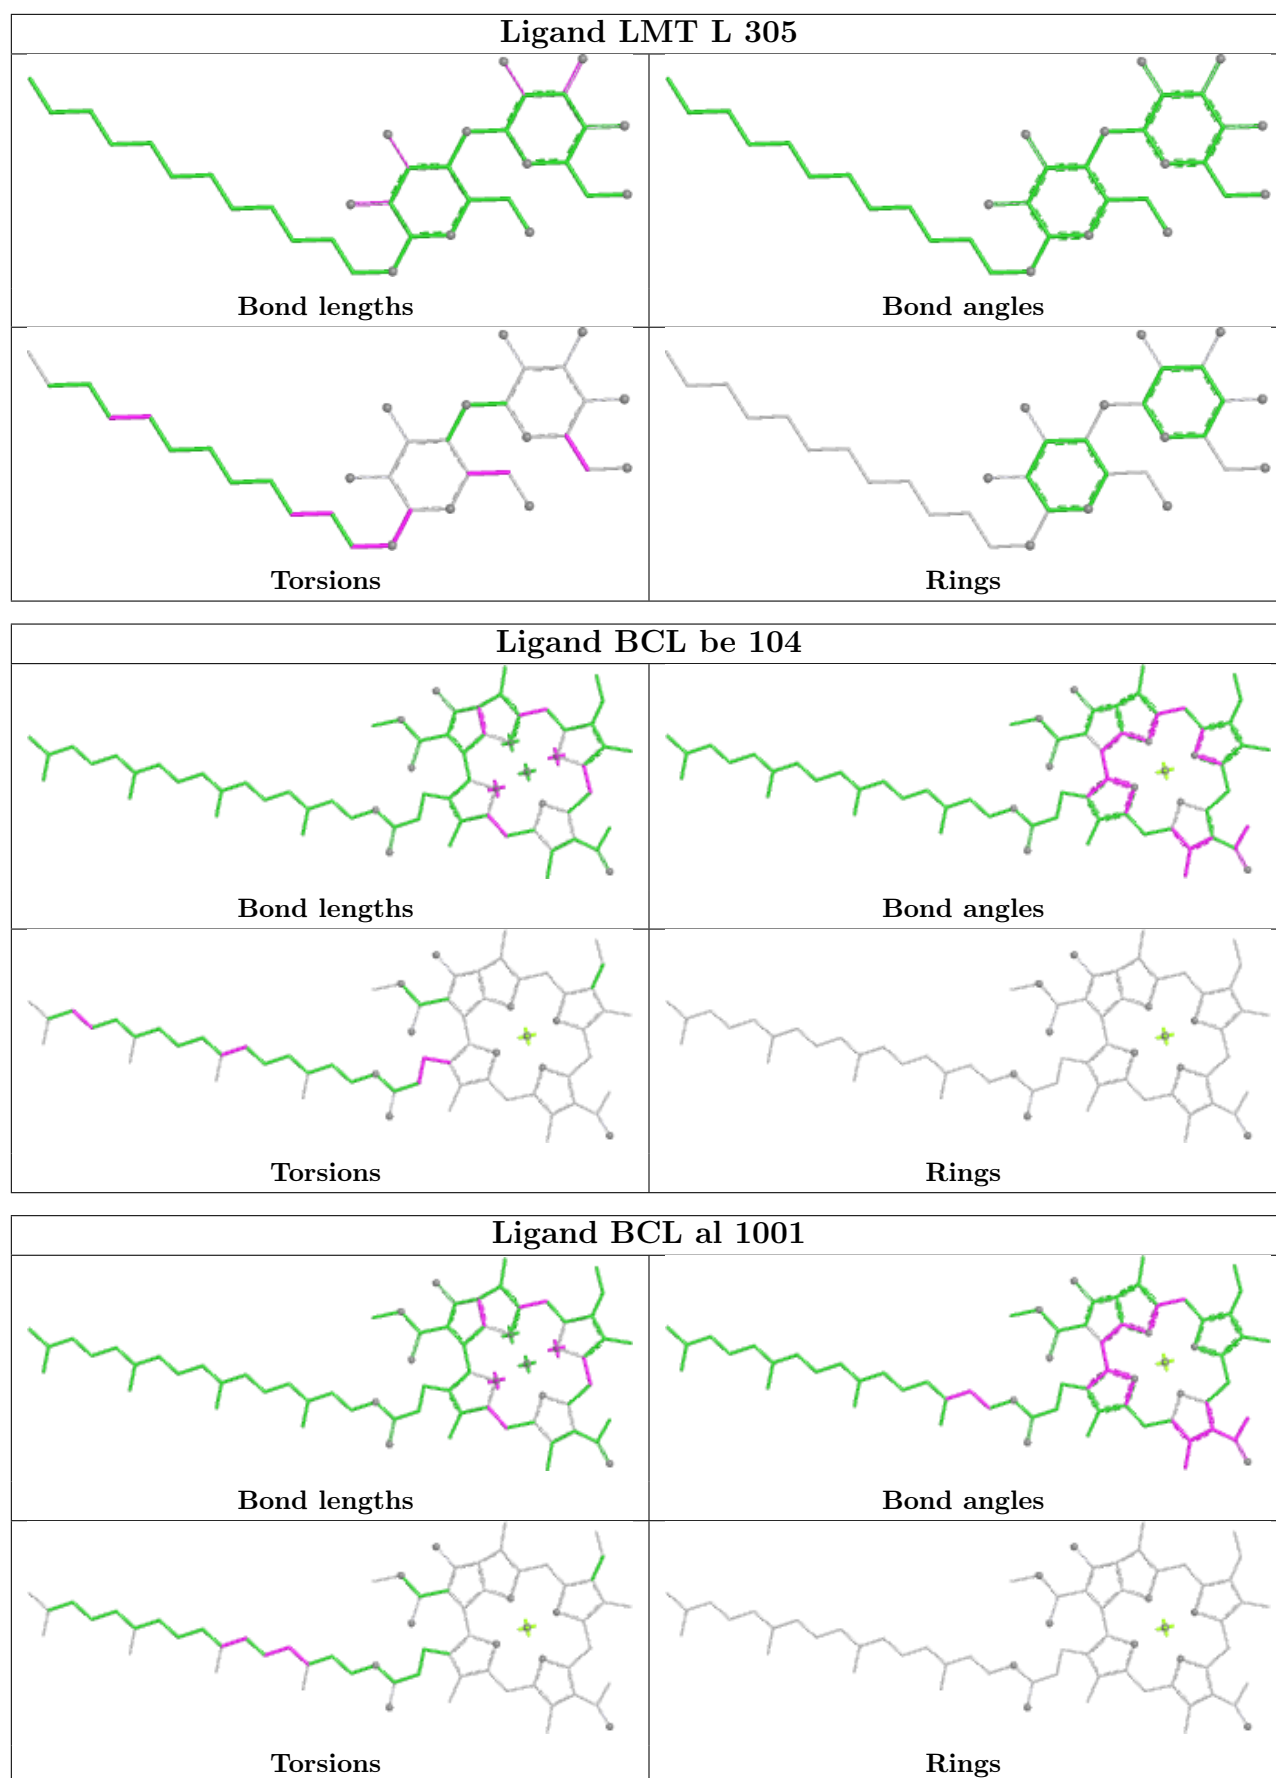 Ligand LMT L 305
Bond lengths
Bond angles
Torsions
Rings
Ligand BCL be 104
Bond lengths
Bond angles
Torsions
Rings
Ligand BCL al 1001
Bond lengths
Bond angles
Torsions
Rings